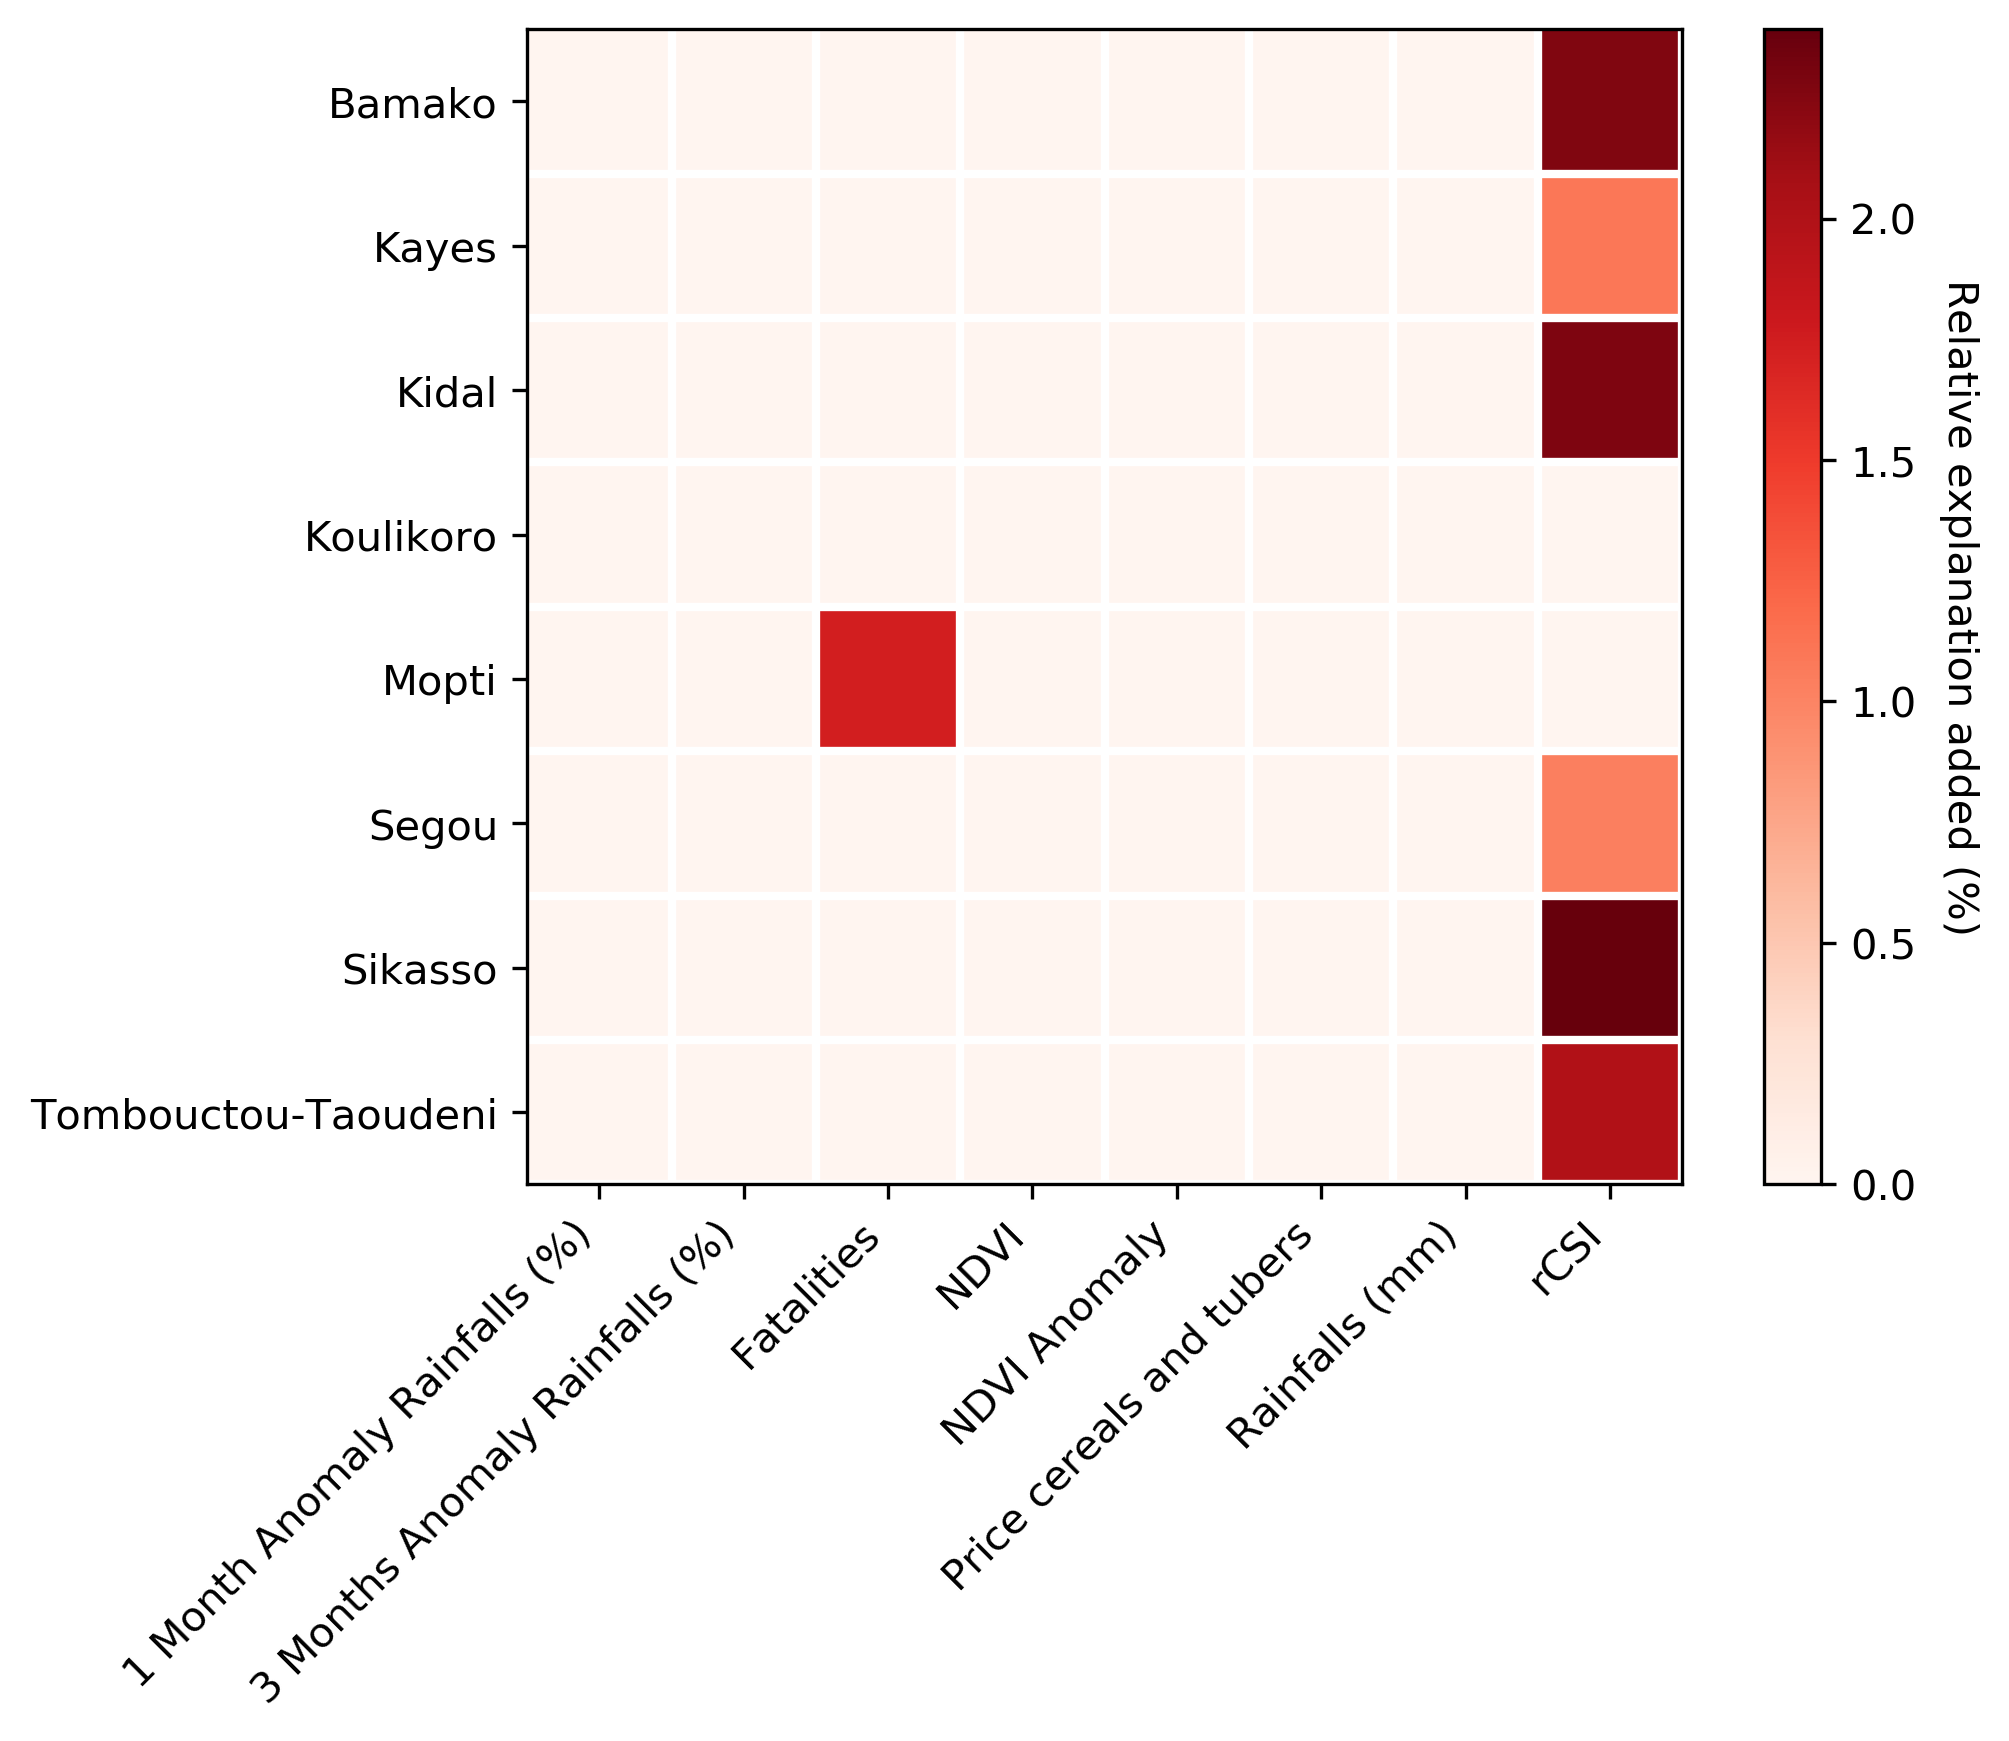 Bamako
Kayes
Kidal
Koulikoro
Mopti
Segou
Sikasso
Tombouctou-Taoudeni
1 Month Anomaly Rainfalls (%)
3 Months Anomaly Rainfalls (%)
Fatalities
NDVI
NDVI Anomaly
Price cereals and tubers
Rainfalls (mm)
rCSI
2.0
1.5
1.0
0.5
0.0
Relative explanation added (%)